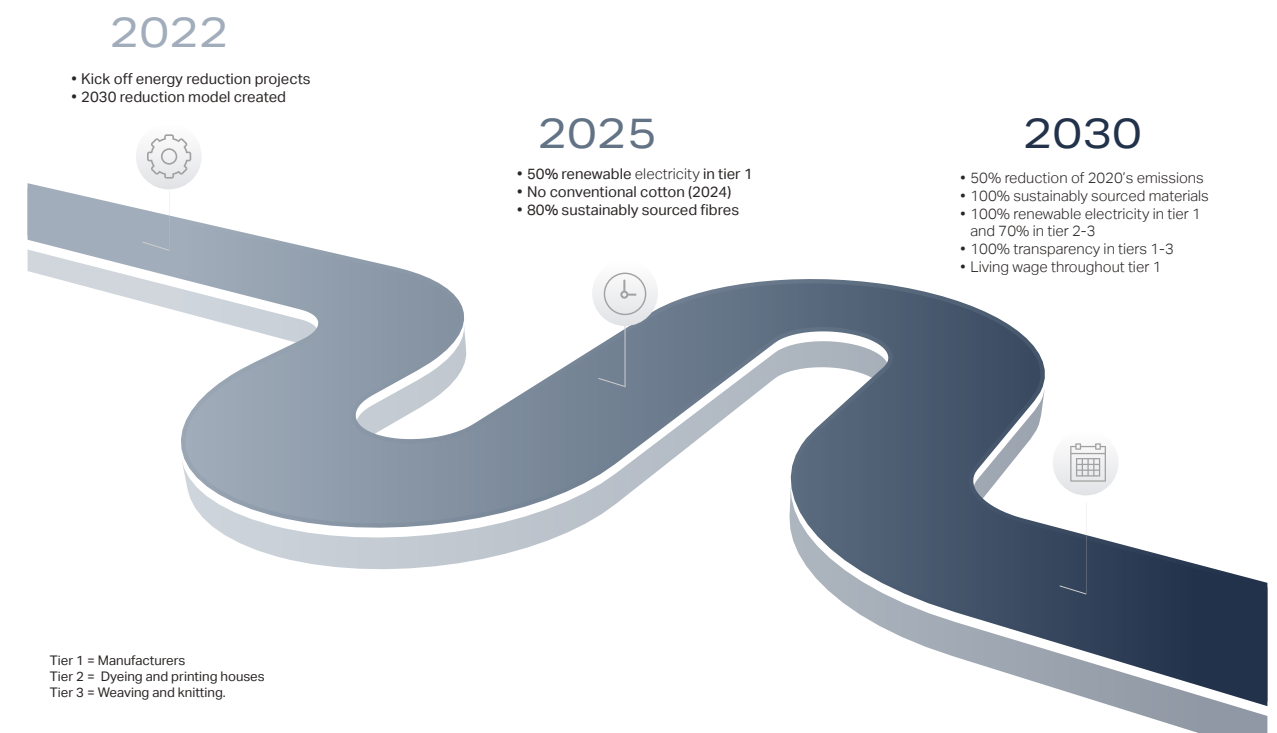 2022
• Kick off energy reduction projects
• 2030 reduction model created
2025
• 50% renewable electricity in tier 1
• No conventional cotton (2024)
• 80% sustainably sourced fibres
2030
• 50% reduction of 2020's emissions
• 100% sustainably sourced materials
• 100% renewable electricity in tier 1
and 70% in tier 2-3
• 100% transparency in tiers 1-3
• Living wage throughout tier 1
Tier 1 = Manufacturers
Tier 2 = Dyeing and printing houses
Tier 3 = Weaving and knitting.